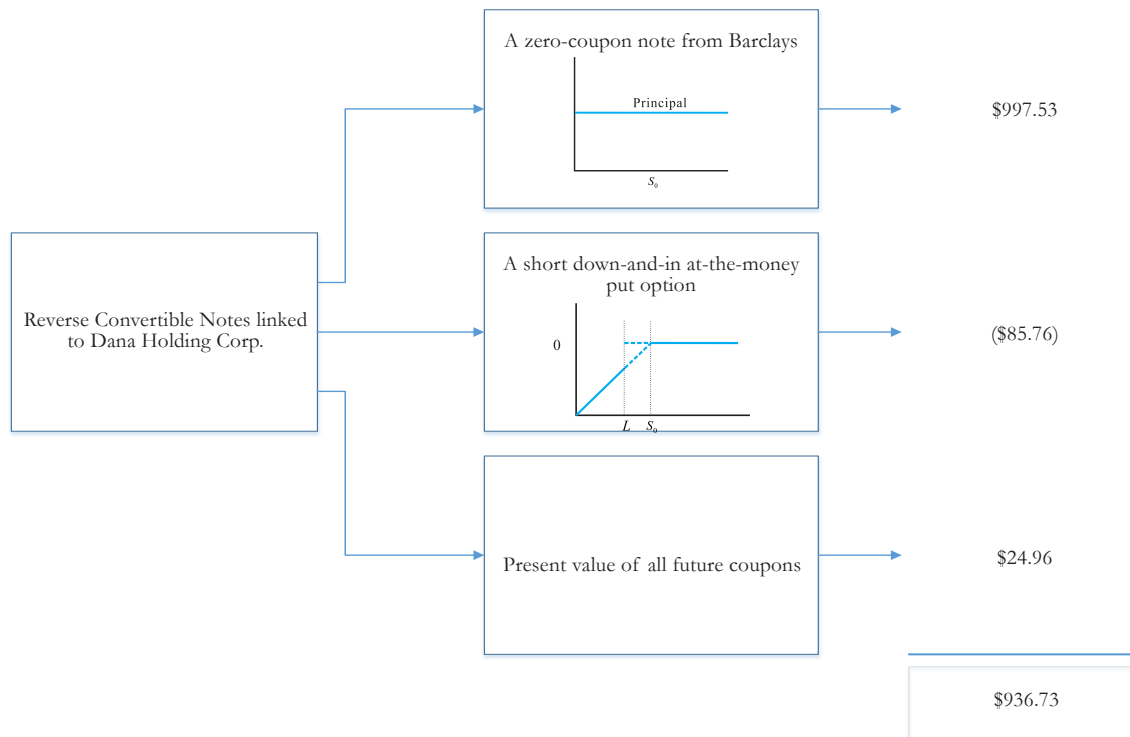 A zero-coupon note from Barclays
Principal
S₀
$997.53
Reverse Convertible Notes linked
to Dana Holding Corp.
A short down-and-in at-the-money
put option
0
L S₀
($85.76)
Present value of all future coupons
$24.96
$936.73